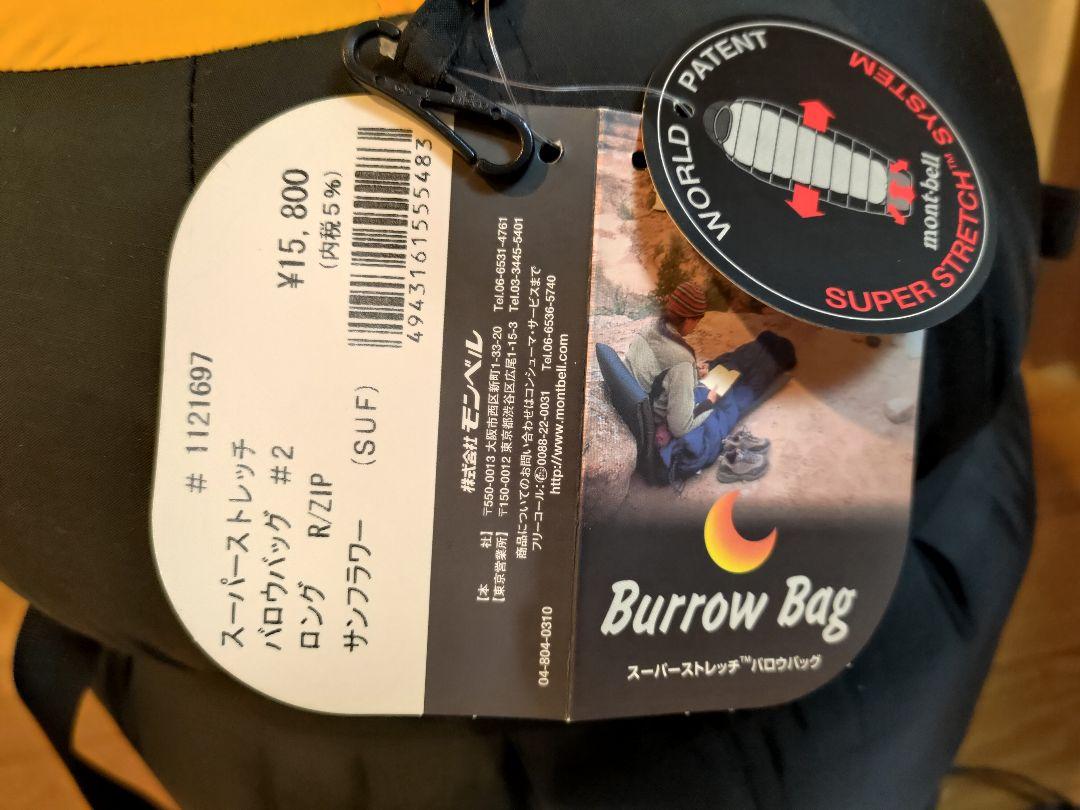 # 1121697
スーパーストレッチ
バロウバッグ #2
ロング R/ZIP
サンフラワー (SUF)
¥15,800
(内税5%)
4943161555483
株式会社モンベル
【本 社】 〒550-0013 大阪市西区新町1-33-20 Tel.06-6531-4761
【東京営業所】 〒150-0012 東京都渋谷区広尾1-15-3 Tel.03-3445-5401
商品についてのお問い合わせはコンシューマ・サービスまで
フリーコール:0088-22-0031 Tel.06-6536-5740
http://www.montbell.com
04-804-0310
Burrow Bag
スーパーストレッチ™バロウバッグ
WORLD PATENT
mont-bell
SUPER STRETCH™ SYSTEM